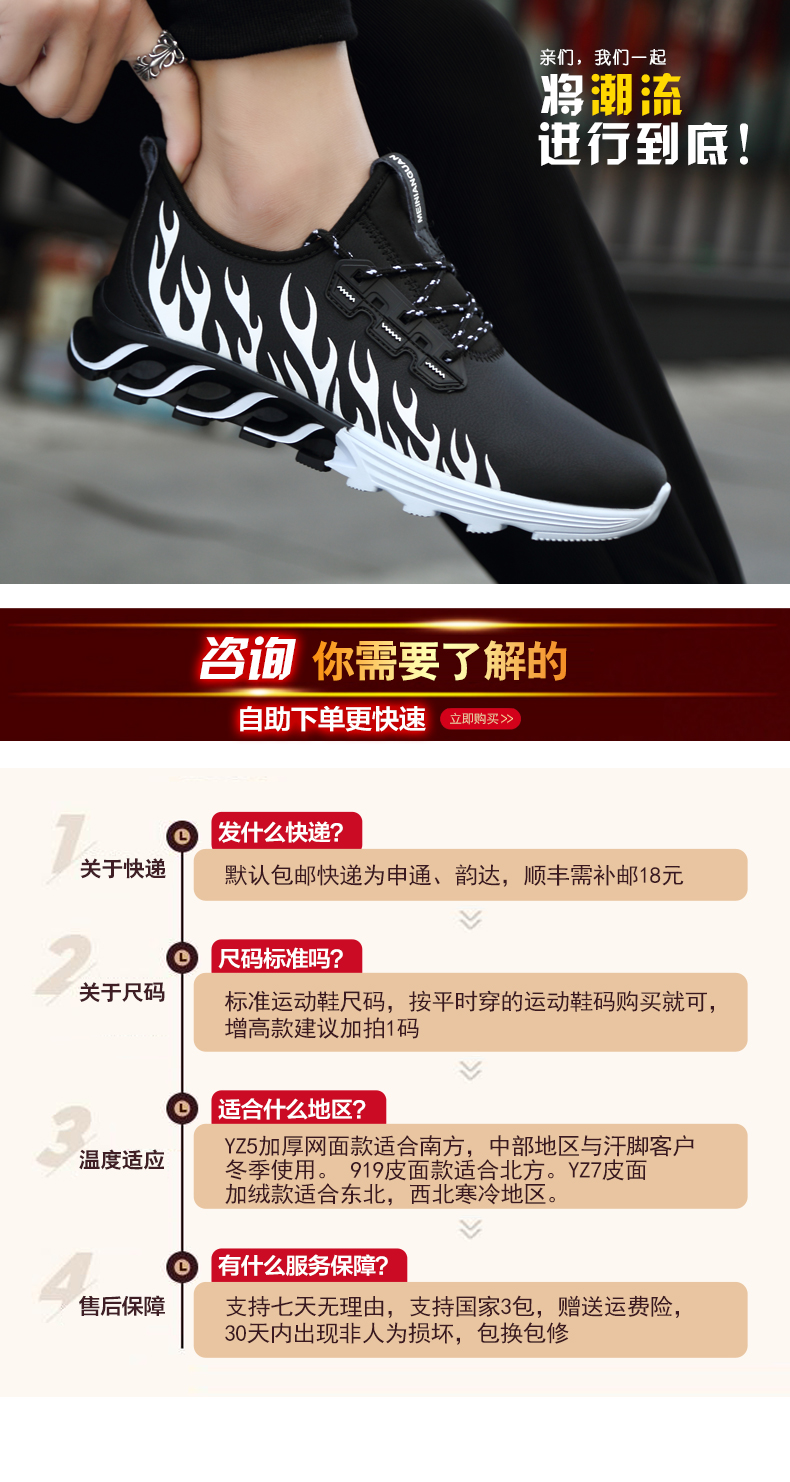 亲们，我们一起
将潮流
进行到底！
MEINIANGUAN
咨询 你需要了解的
自助下单更快速 立即购买>>
1
关于快递
发什么快递？
默认包邮快递为申通、韵达，顺丰需补邮18元
2
关于尺码
尺码标准吗？
标准运动鞋尺码，按平时穿的运动鞋码购买就可，
增高款建议加拍1码
3
温度适应
适合什么地区？
YZ5加厚网面款适合南方，中部地区与汗脚客户
冬季使用。 919皮面款适合北方。YZ7皮面
加绒款适合东北，西北寒冷地区。
4
售后保障
有什么服务保障？
支持七天无理由，支持国家3包，赠送运费险，
30天内出现非人为损坏，包换包修